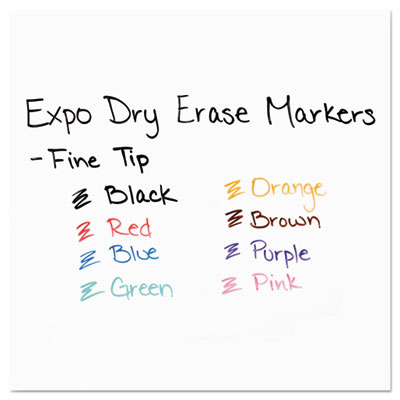 Expo Dry Erase Markers
-Fine Tip
Black
Red
Blue
Green
Orange
Brown
Purple
Pink